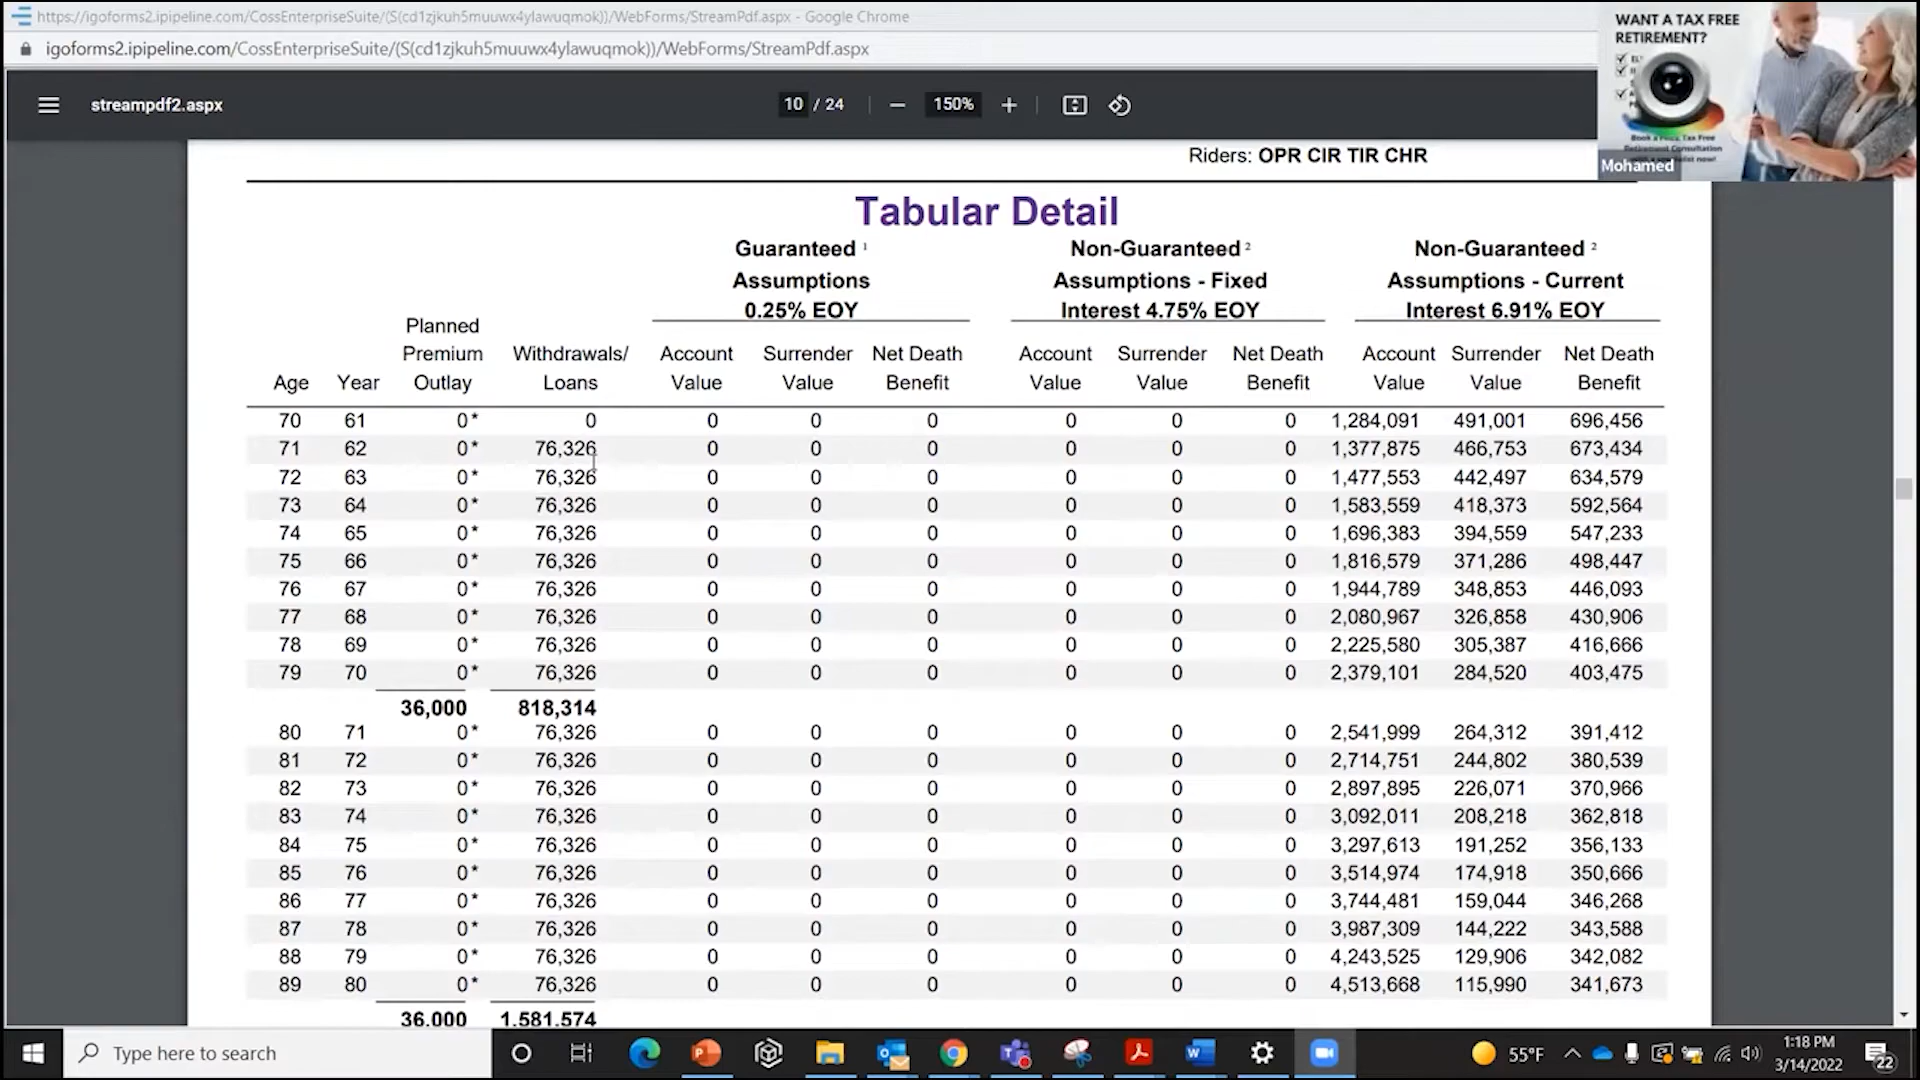 https://igoforms2.ipipeline.com/CossEnterpriseSuite/(S(cd1zjkuh5muuwx4ylawuqmok))/WebForms/StreamPdf.aspx - Google Chrome
igoforms2.ipipeline.com/CossEnterpriseSuite/(S(cd1zjkuh5muuwx4ylawuqmok))/WebForms/StreamPdf.aspx
WANT A TAX FREE
RETIREMENT?
Mohamed
streampdf2.aspx
10 / 24
150%
Riders: OPR CIR TIR CHR
Tabular Detail
Guaranteed 1 Non-Guaranteed 2 Non-Guaranteed 2
Assumptions Assumptions - Fixed Assumptions - Current
0.25% EOY Interest 4.75% EOY Interest 6.91% EOY
Planned
Premium Withdrawals/ Account Surrender Net Death Account Surrender Net Death Account Surrender Net Death
Age Year Outlay Loans Value Value Benefit Value Value Benefit Value Value Benefit
70 61 0* 0 0 0 0 0 0 0 1,284,091 491,001 696,456
71 62 0* 76,326 0 0 0 0 0 0 1,377,875 466,753 673,434
72 63 0* 76,326 0 0 0 0 0 0 1,477,553 442,497 634,579
73 64 0* 76,326 0 0 0 0 0 0 1,583,559 418,373 592,564
74 65 0* 76,326 0 0 0 0 0 0 1,696,383 394,559 547,233
75 66 0* 76,326 0 0 0 0 0 0 1,816,579 371,286 498,447
76 67 0* 76,326 0 0 0 0 0 0 1,944,789 348,853 446,093
77 68 0* 76,326 0 0 0 0 0 0 2,080,967 326,858 430,906
78 69 0* 76,326 0 0 0 0 0 0 2,225,580 305,387 416,666
79 70 0* 76,326 0 0 0 0 0 0 2,379,101 284,520 403,475
36,000 818,314
80 71 0* 76,326 0 0 0 0 0 0 2,541,999 264,312 391,412
81 72 0* 76,326 0 0 0 0 0 0 2,714,751 244,802 380,539
82 73 0* 76,326 0 0 0 0 0 0 2,897,895 226,071 370,966
83 74 0* 76,326 0 0 0 0 0 0 3,092,011 208,218 362,818
84 75 0* 76,326 0 0 0 0 0 0 3,297,613 191,252 356,133
85 76 0* 76,326 0 0 0 0 0 0 3,514,974 174,918 350,666
86 77 0* 76,326 0 0 0 0 0 0 3,744,481 159,044 346,268
87 78 0* 76,326 0 0 0 0 0 0 3,987,309 144,222 343,588
88 79 0* 76,326 0 0 0 0 0 0 4,243,525 129,906 342,082
89 80 0* 76,326 0 0 0 0 0 0 4,513,668 115,990 341,673
36,000 1,581,574
Type here to search
55°F
1:18 PM
3/14/2022
22